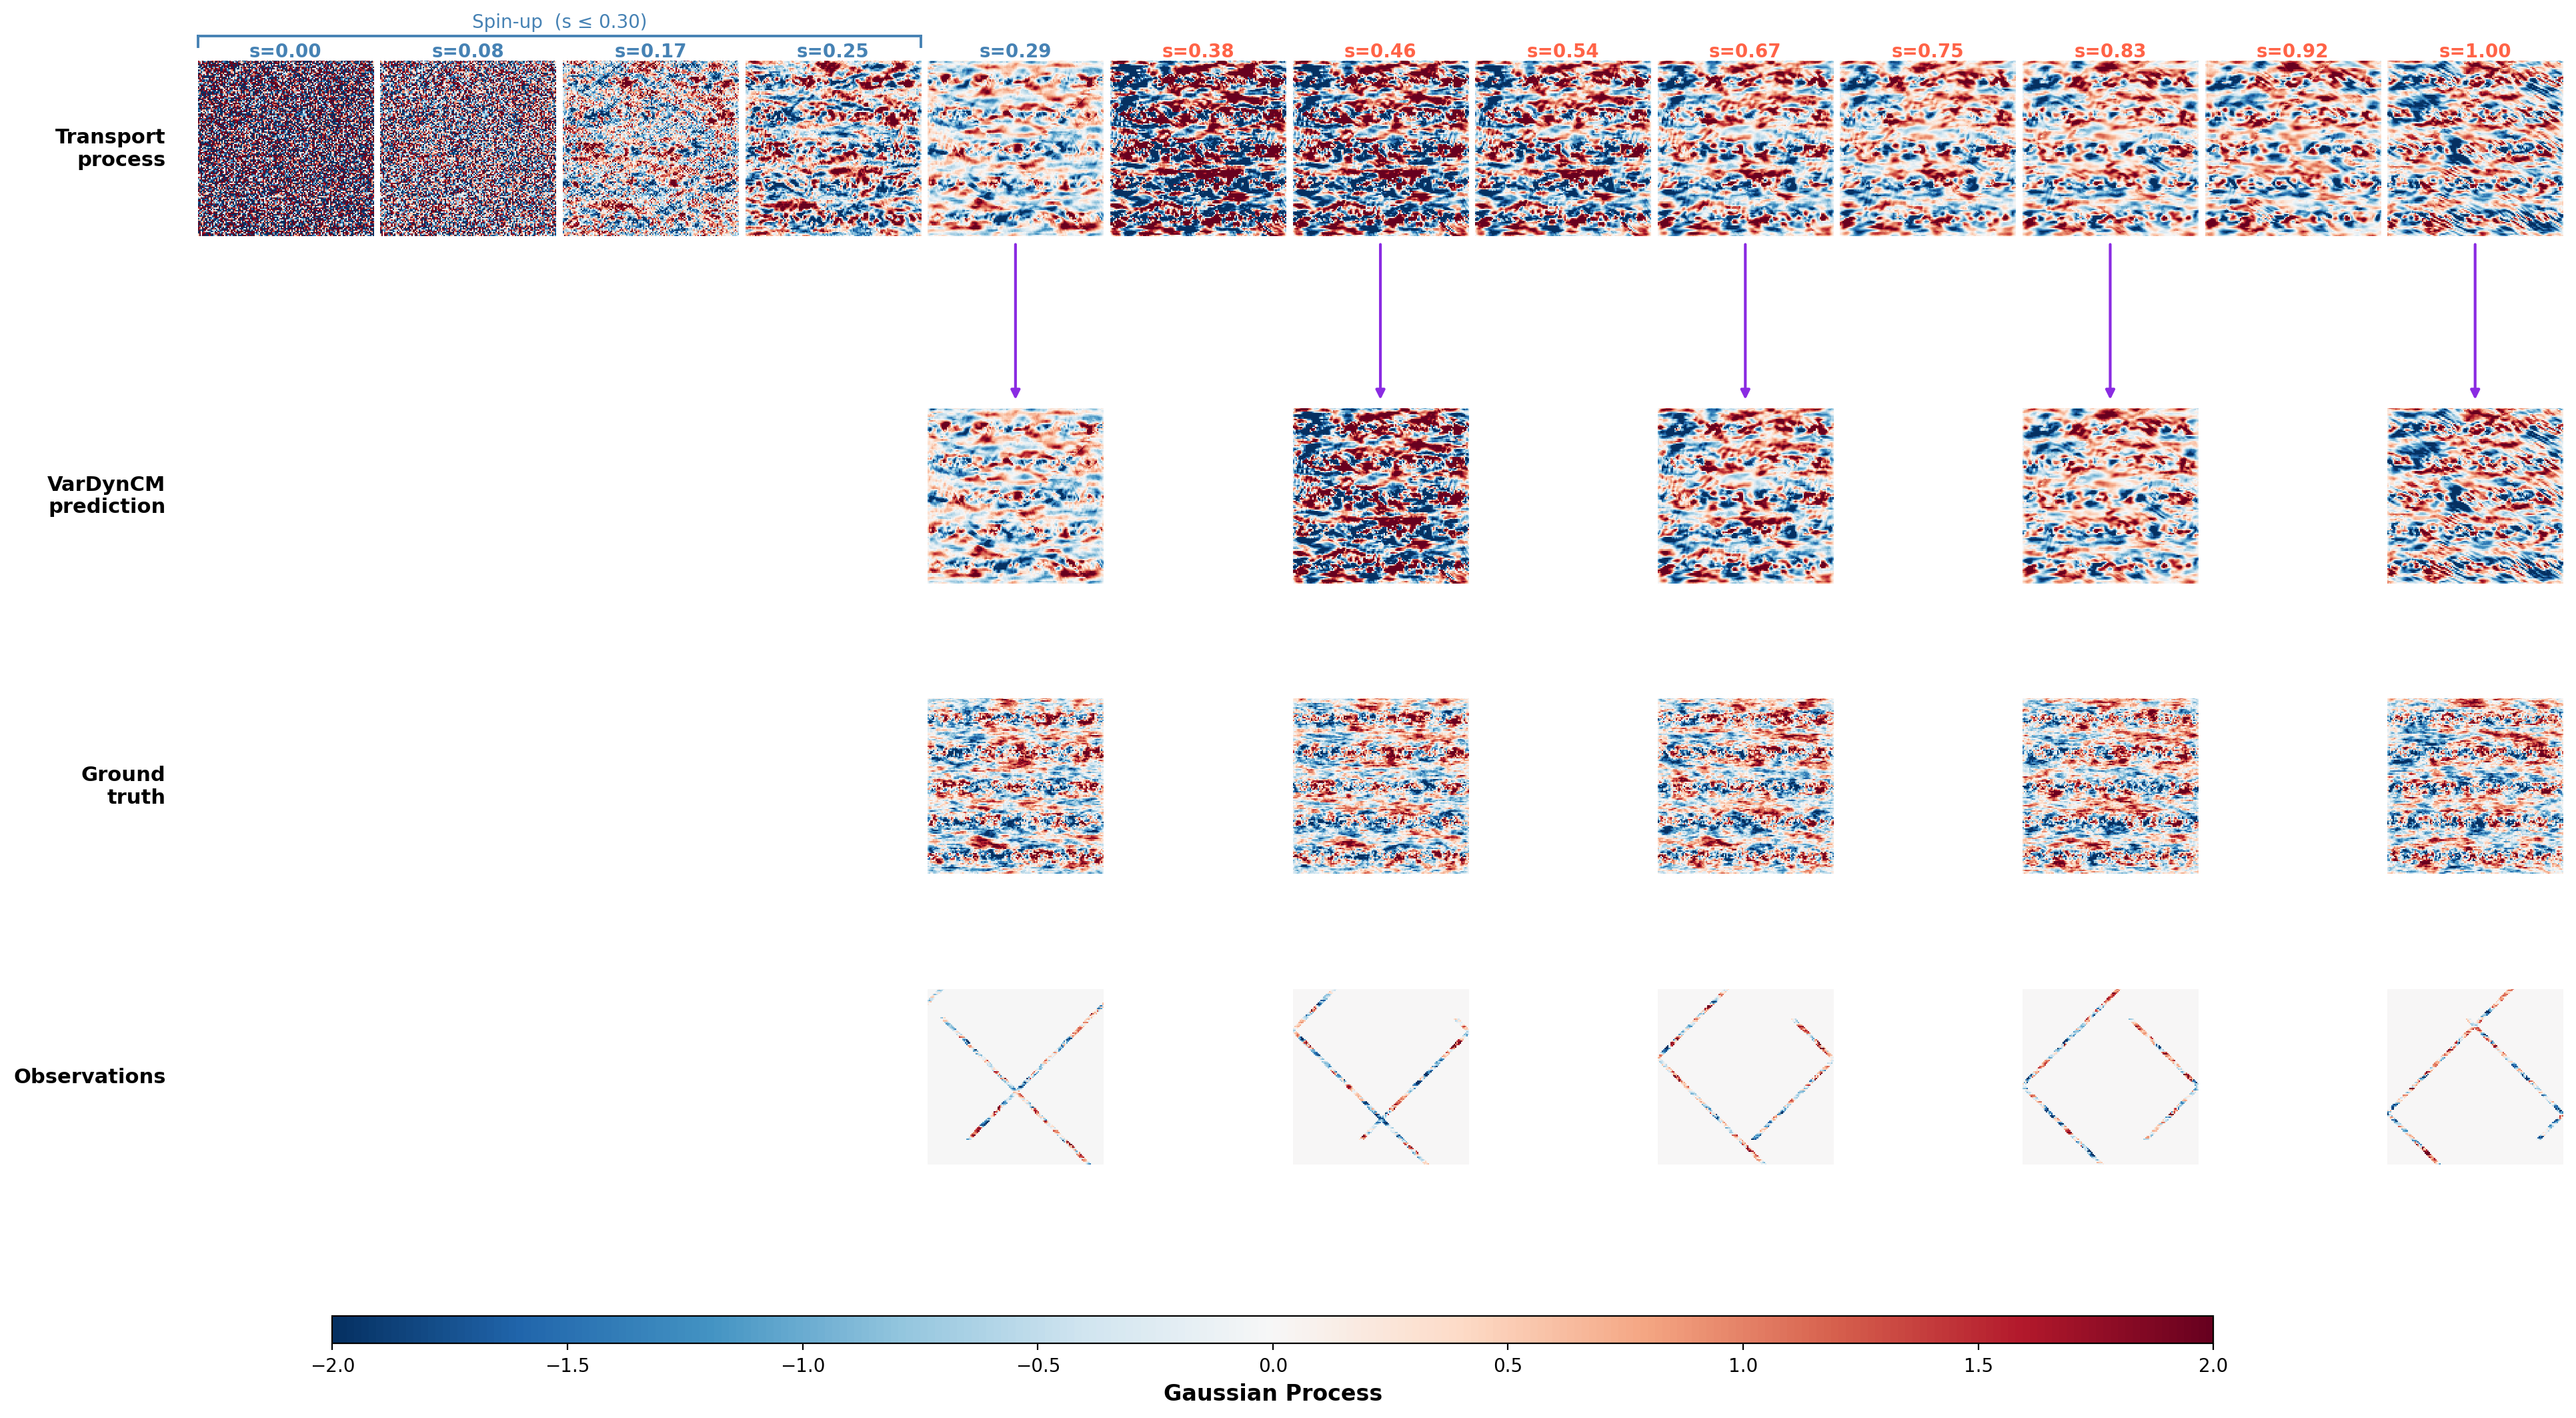 Spin-up (s ≤ 0.30)
s=0.00 s=0.08 s=0.17 s=0.25 s=0.29 s=0.38 s=0.46 s=0.54 s=0.67 s=0.75 s=0.83 s=0.92 s=1.00
Transport
process
VarDynCM
prediction
Ground
truth
Observations
−2.0 −1.5 −1.0 −0.5 0.0 0.5 1.0 1.5 2.0
Gaussian Process